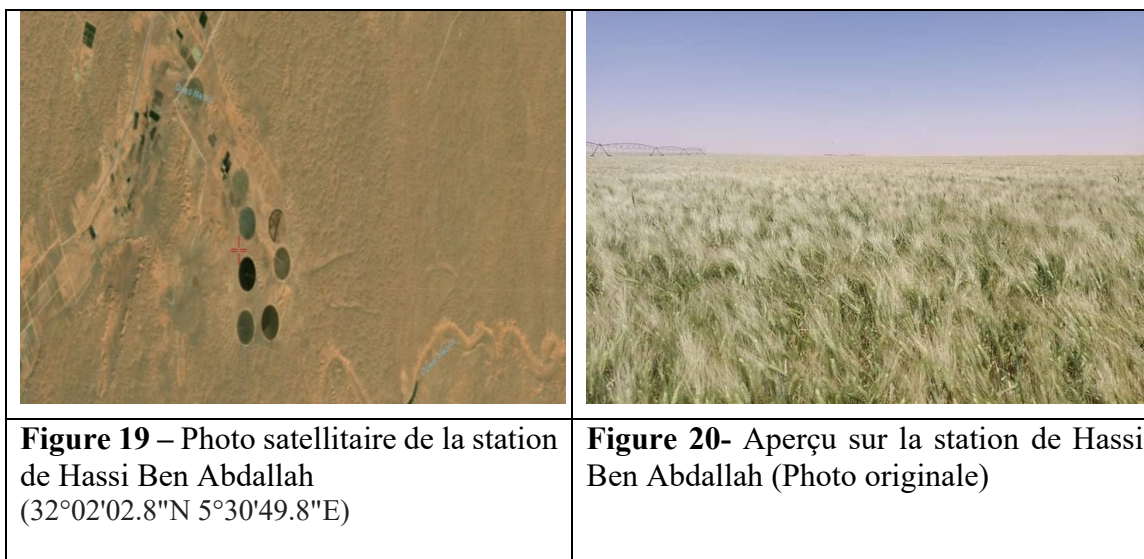 Figure 19 – Photo satellitaire de la station
de Hassi Ben Abdallah
(32°02'02.8"N 5°30'49.8"E)
Figure 20- Aperçu sur la station de Hassi
Ben Abdallah (Photo originale)